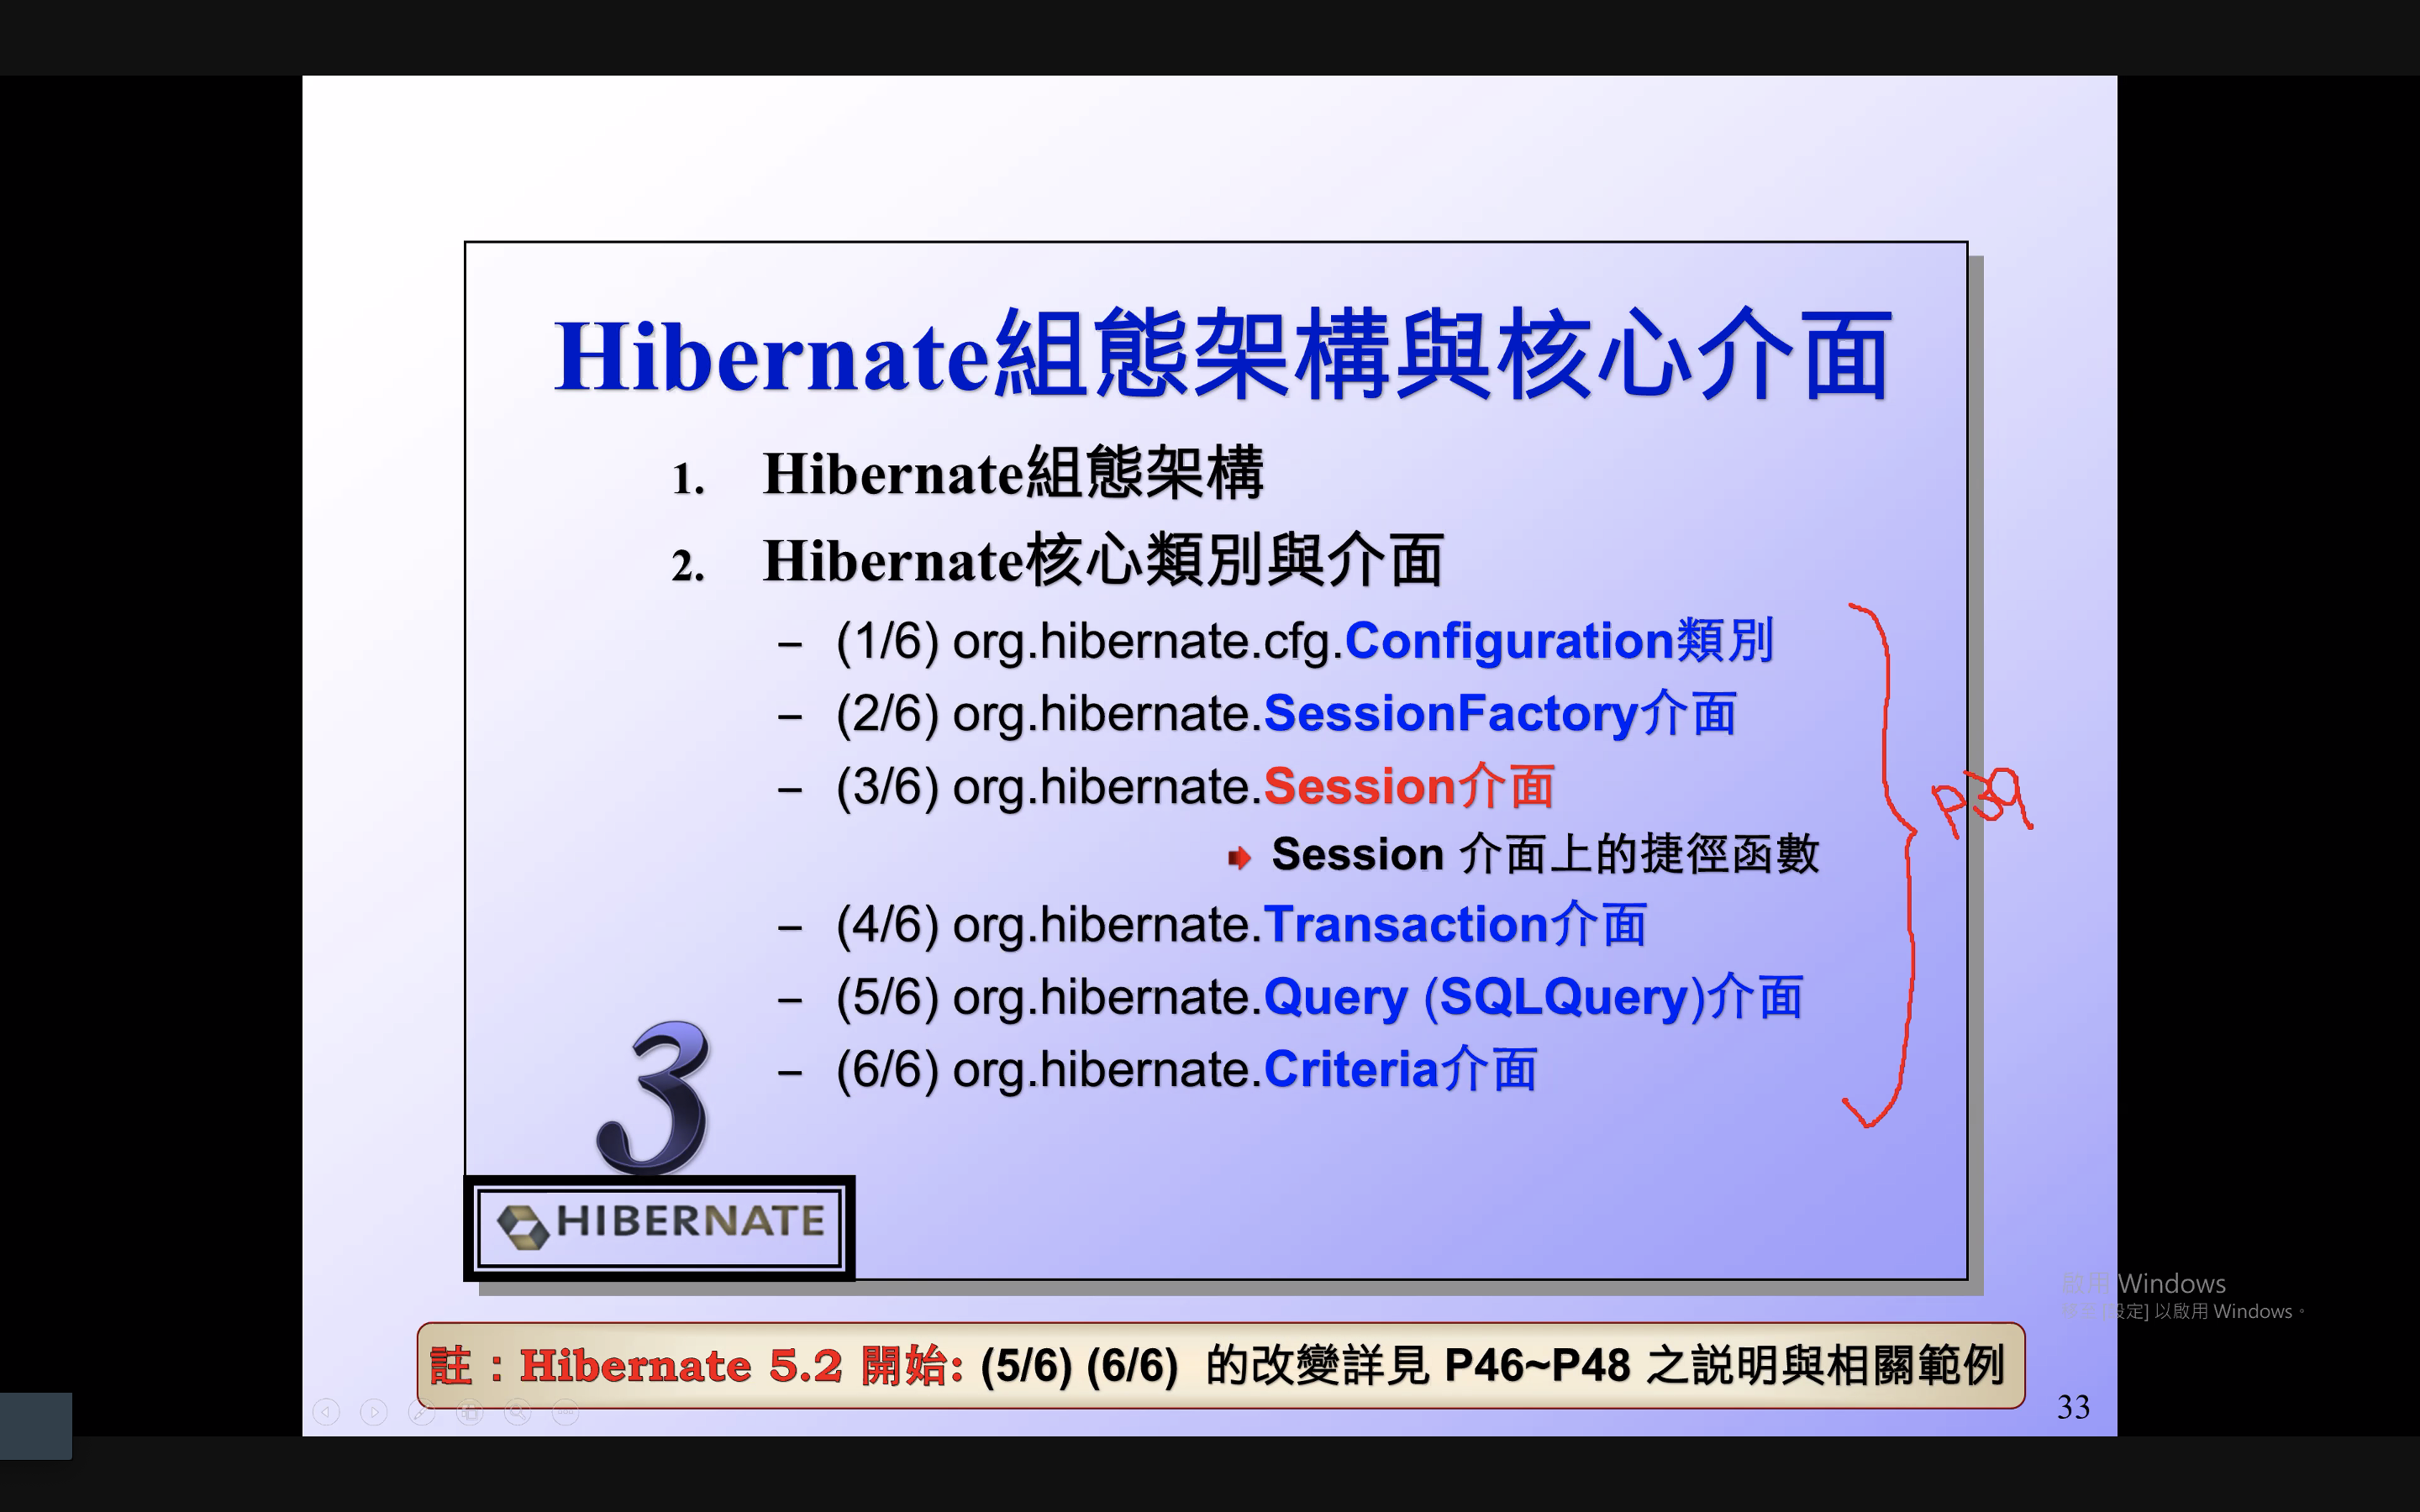 Hibernate組態架構與核心介面
1. Hibernate組態架構
2. Hibernate核心類別與介面
– (1/6) org.hibernate.cfg.Configuration類別
– (2/6) org.hibernate.SessionFactory介面
– (3/6) org.hibernate.Session介面
Session 介面上的捷徑函數
– (4/6) org.hibernate.Transaction介面
– (5/6) org.hibernate.Query (SQLQuery)介面
– (6/6) org.hibernate.Criteria介面
P39
3
HIBERNATE
啟用 Windows
設定] 以啟用 Windows。
註：Hibernate 5.2 開始: (5/6) (6/6) 的改變詳見 P46~P48 之說明與相關範例
33